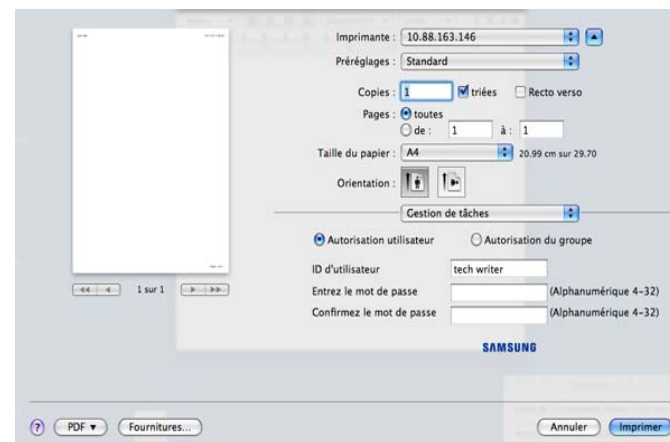 Imprimante : 10.88.163.146
Préréglages : Standard
Copies : 1 triées Recto verso
Pages : toutes
de : 1 à : 1
Taille du papier : A4 20.99 cm sur 29.70
Orientation :
Gestion de tâches
Autorisation utilisateur Autorisation du groupe
ID d'utilisateur tech writer
Entrez le mot de passe (Alphanumérique 4-32)
Confirmez le mot de passe (Alphanumérique 4-32)
1 sur 1
SAMSUNG
? PDF Fournitures... Annuler Imprimer